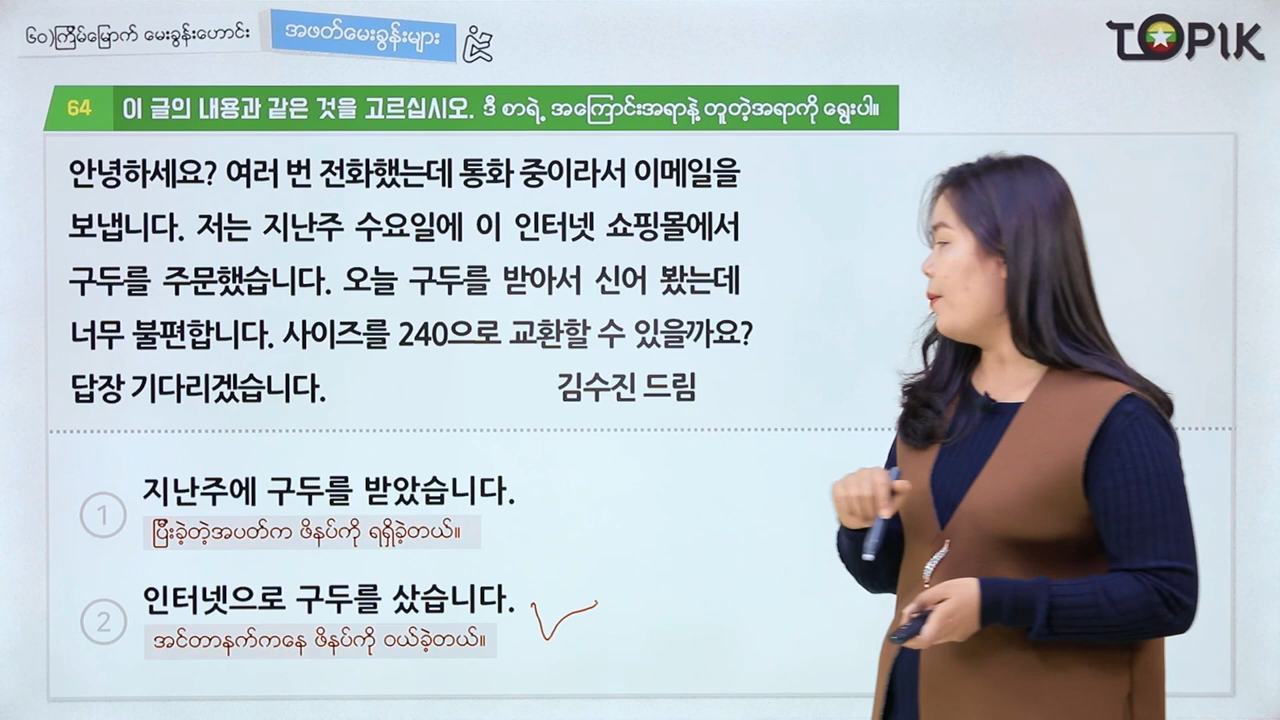 ၆၀)ကြိမ်မြောက် မေးခွန်းဟောင်း
အဖတ်မေးခွန်းများ
TOPIK
64 이 글의 내용과 같은 것을 고르십시오. ဒီ စာရဲ့ အကြောင်းအရာနဲ့ တူတဲ့အရာကို ရွေးပါ။
안녕하세요? 여러 번 전화했는데 통화 중이라서 이메일을
보냅니다. 저는 지난주 수요일에 이 인터넷 쇼핑몰에서
구두를 주문했습니다. 오늘 구두를 받아서 신어 봤는데
너무 불편합니다. 사이즈를 240으로 교환할 수 있을까요?
답장 기다리겠습니다. 김수진 드림
1 지난주에 구두를 받았습니다.
ပြီးခဲ့တဲ့အပတ်က ဖိနပ်ကို ရရှိခဲ့တယ်။
2 인터넷으로 구두를 샀습니다.
အင်တာနက်ကနေ ဖိနပ်ကို ဝယ်ခဲ့တယ်။